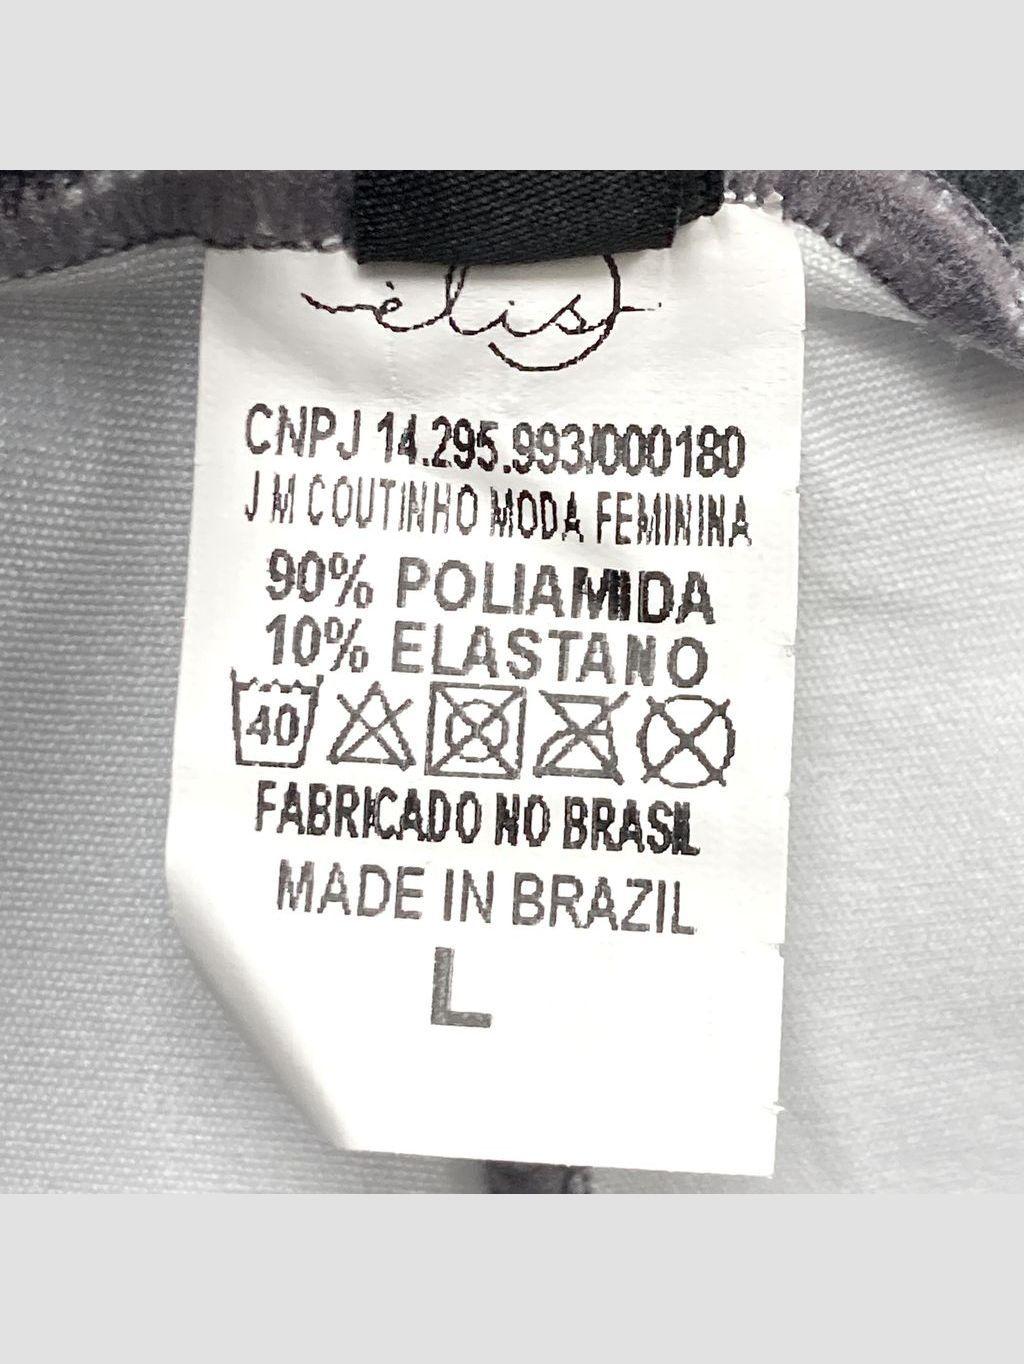 élis
CNPJ 14.295.993/000180
J M COUTINHO MODA FEMININA
90% POLIAMIDA
10% ELASTANO
40
FABRICADO NO BRASIL
MADE IN BRAZIL
L